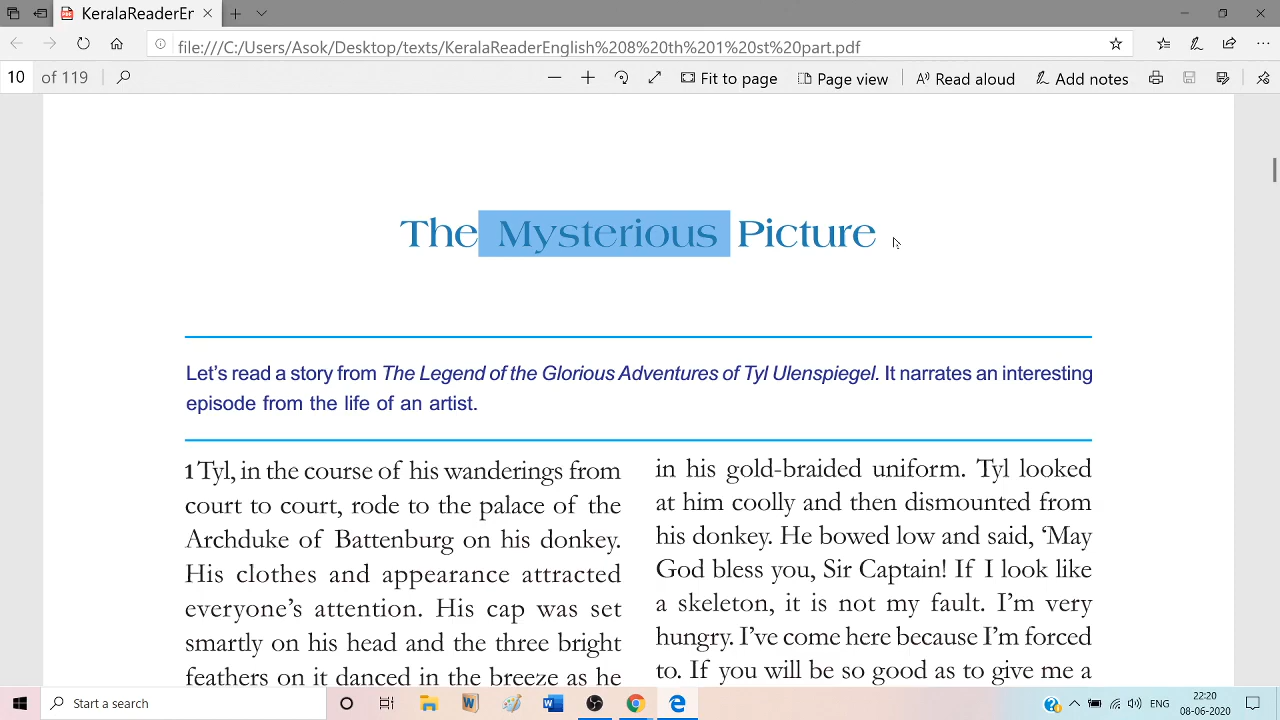 KeralaReaderEr
file:///C:/Users/Asok/Desktop/texts/KeralaReaderEnglish%208%20th%201%20st%20part.pdf
10 of 119 Fit to page Page view Read aloud Add notes
The Mysterious Picture
Let's read a story from The Legend of the Glorious Adventures of Tyl Ulenspiegel. It narrates an interesting
episode from the life of an artist.
1 Tyl, in the course of his wanderings from
court to court, rode to the palace of the
Archduke of Battenburg on his donkey.
His clothes and appearance attracted
everyone's attention. His cap was set
smartly on his head and the three bright
feathers on it danced in the breeze as he
in his gold-braided uniform. Tyl looked
at him coolly and then dismounted from
his donkey. He bowed low and said, ‘May
God bless you, Sir Captain! If I look like
a skeleton, it is not my fault. I'm very
hungry. I've come here because I'm forced
to. If you will be so good as to give me a
Start a search
ENG
22:20
08-06-2020